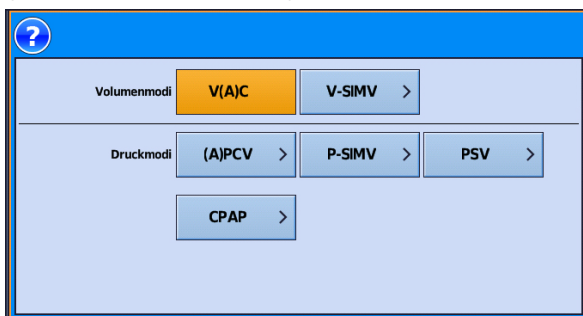 ?
Volumenmodi V(A)C V-SIMV >
Druckmodi (A)PCV > P-SIMV > PSV >
CPAP >